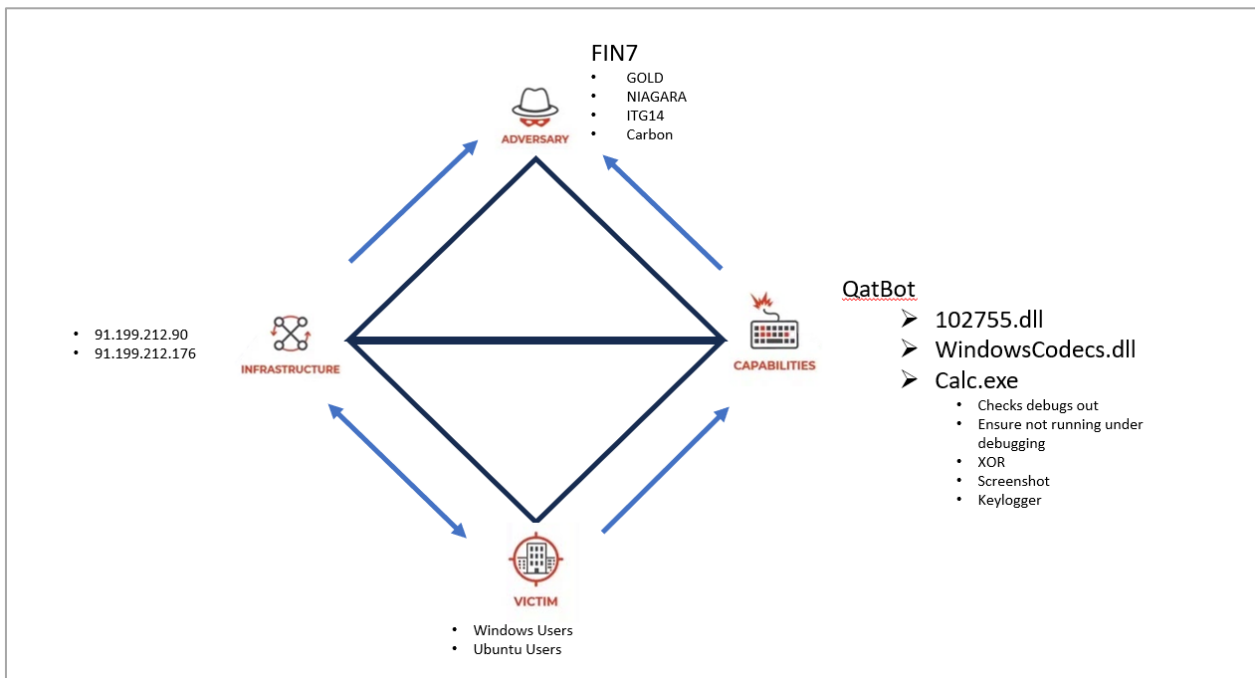 FIN7
• GOLD
• NIAGARA
• ITG14
• Carbon
ADVERSARY
• 91.199.212.90
• 91.199.212.176
INFRASTRUCTURE
CAPABILITIES
QatBot
➢ 102755.dll
➢ WindowsCodecs.dll
➢ Calc.exe
• Checks debugs out
• Ensure not running under
debugging
• XOR
• Screenshot
• Keylogger
VICTIM
• Windows Users
• Ubuntu Users